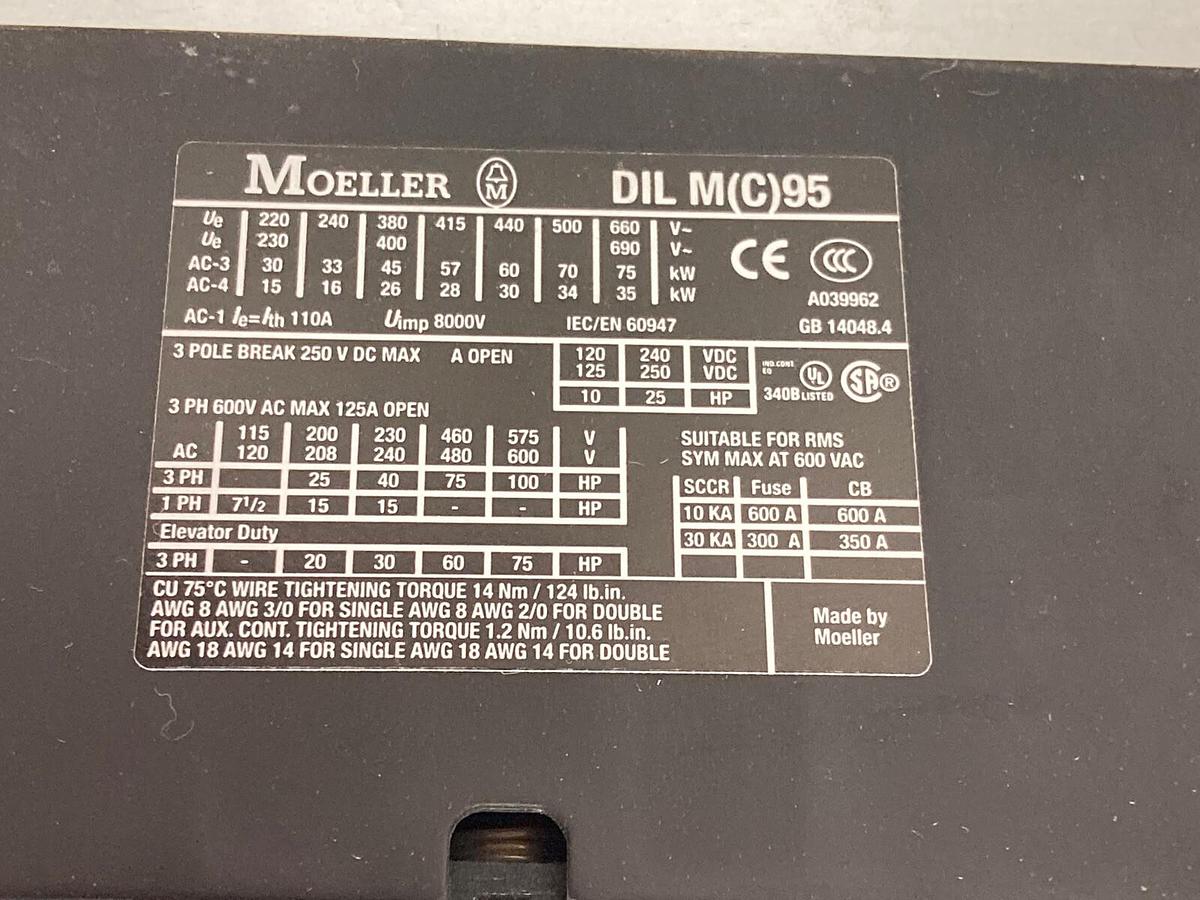 MOELLER M DIL M(C)95
Ue 220 240 380 415 440 500 660 V~
Ue 230 400 690 V~
AC-3 30 33 45 57 60 70 75 kW
AC-4 15 16 26 28 30 34 35 kW
CE CCC
A039962
AC-1 Ie=Ith 110A Uimp 8000V IEC/EN 60947 GB 14048.4
3 POLE BREAK 250 V DC MAX A OPEN
120 240 VDC
125 250 VDC
10 25 HP
IND.CONT
EQ
340B UL LISTED SA®
3 PH 600V AC MAX 125A OPEN
115 200 230 460 575 V
AC 120 208 240 480 600 V
3 PH 25 40 75 100 HP
1 PH 7 1/2 15 15 - - HP
Elevator Duty
3 PH - 20 30 60 75 HP
SUITABLE FOR RMS
SYM MAX AT 600 VAC
SCCR Fuse CB
10 KA 600 A 600 A
30 KA 300 A 350 A
CU 75°C WIRE TIGHTENING TORQUE 14 Nm / 124 lb.in.
AWG 8 AWG 3/0 FOR SINGLE AWG 8 AWG 2/0 FOR DOUBLE
FOR AUX. CONT. TIGHTENING TORQUE 1.2 Nm / 10.6 lb.in.
AWG 18 AWG 14 FOR SINGLE AWG 18 AWG 14 FOR DOUBLE
Made by
Moeller